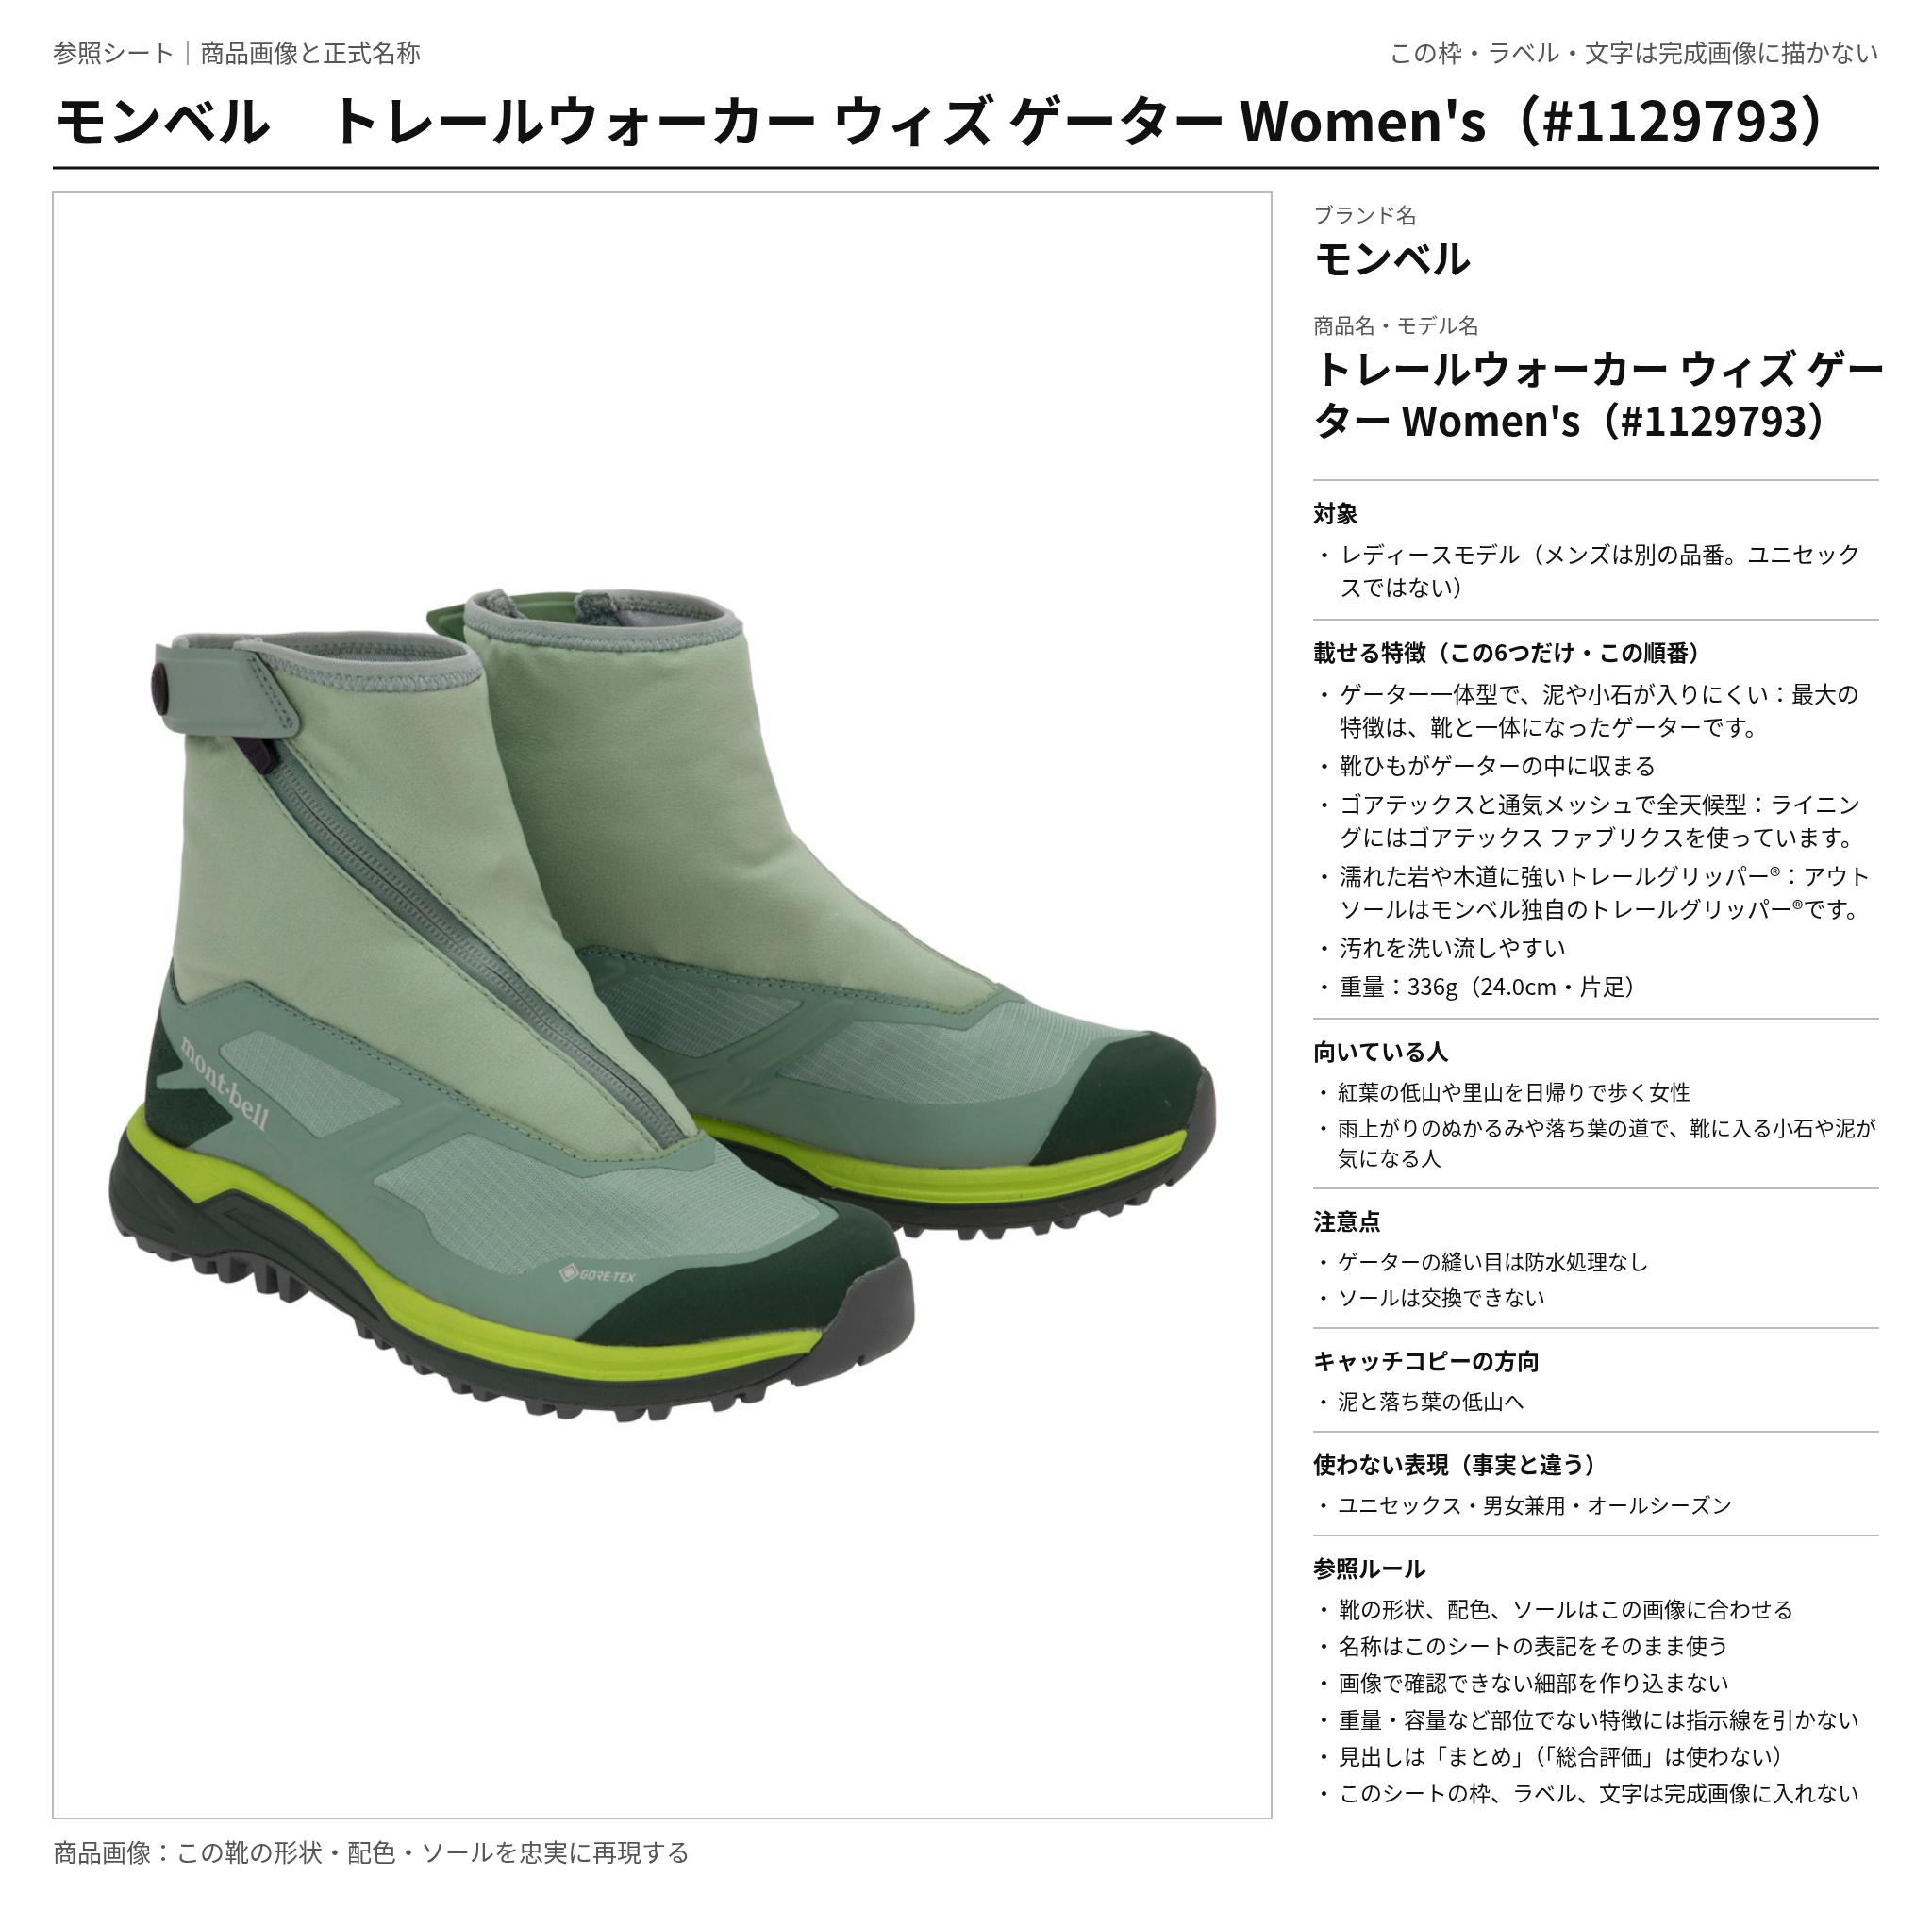 参照シート｜商品画像と正式名称
この枠・ラベル・文字は完成画像に描かない
モンベル　トレールウォーカー ウィズ ゲーター Women's（#1129793）
ブランド名
モンベル
商品名・モデル名
トレールウォーカー ウィズ ゲー
ター Women's（#1129793）
対象
・レディースモデル（メンズは別の品番。ユニセック
スではない）
載せる特徴（この6つだけ・この順番）
・ゲーター一体型で、泥や小石が入りにくい：最大の
特徴は、靴と一体になったゲーターです。
・靴ひもがゲーターの中に収まる
・ゴアテックスと通気メッシュで全天候型：ライニン
グにはゴアテックス ファブリクスを使っています。
・濡れた岩や木道に強いトレールグリッパー®：アウト
ソールはモンベル独自のトレールグリッパー®です。
・汚れを洗い流しやすい
・重量：336g（24.0cm・片足）
向いている人
・紅葉の低山や里山を日帰りで歩く女性
・雨上がりのぬかるみや落ち葉の道で、靴に入る小石や泥が
気になる人
注意点
・ゲーターの縫い目は防水処理なし
・ソールは交換できない
キャッチコピーの方向
・泥と落ち葉の低山へ
使わない表現（事実と違う）
・ユニセックス・男女兼用・オールシーズン
参照ルール
・靴の形状、配色、ソールはこの画像に合わせる
・名称はこのシートの表記をそのまま使う
・画像で確認できない細部を作り込まない
・重量・容量など部位でない特徴には指示線を引かない
・見出しは「まとめ」（「総合評価」は使わない）
・このシートの枠、ラベル、文字は完成画像に入れない
mont-bell
GORE-TEX
商品画像：この靴の形状・配色・ソールを忠実に再現する